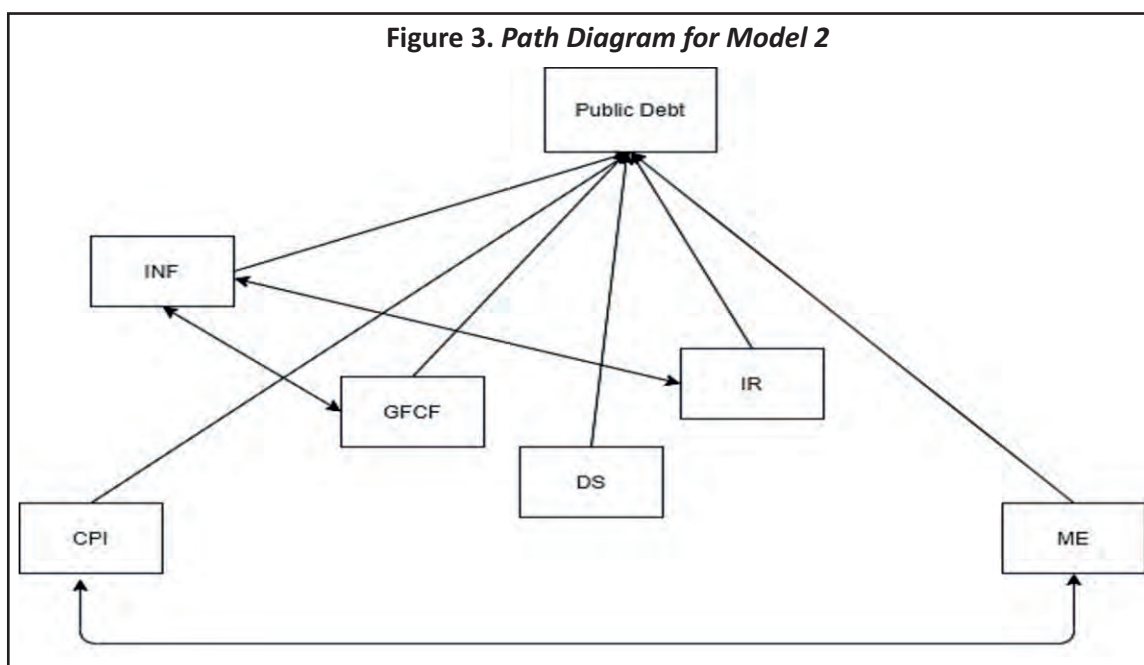 Figure 3. Path Diagram for Model 2
Public Debt
INF
IR
GFCF
DS
CPI
ME